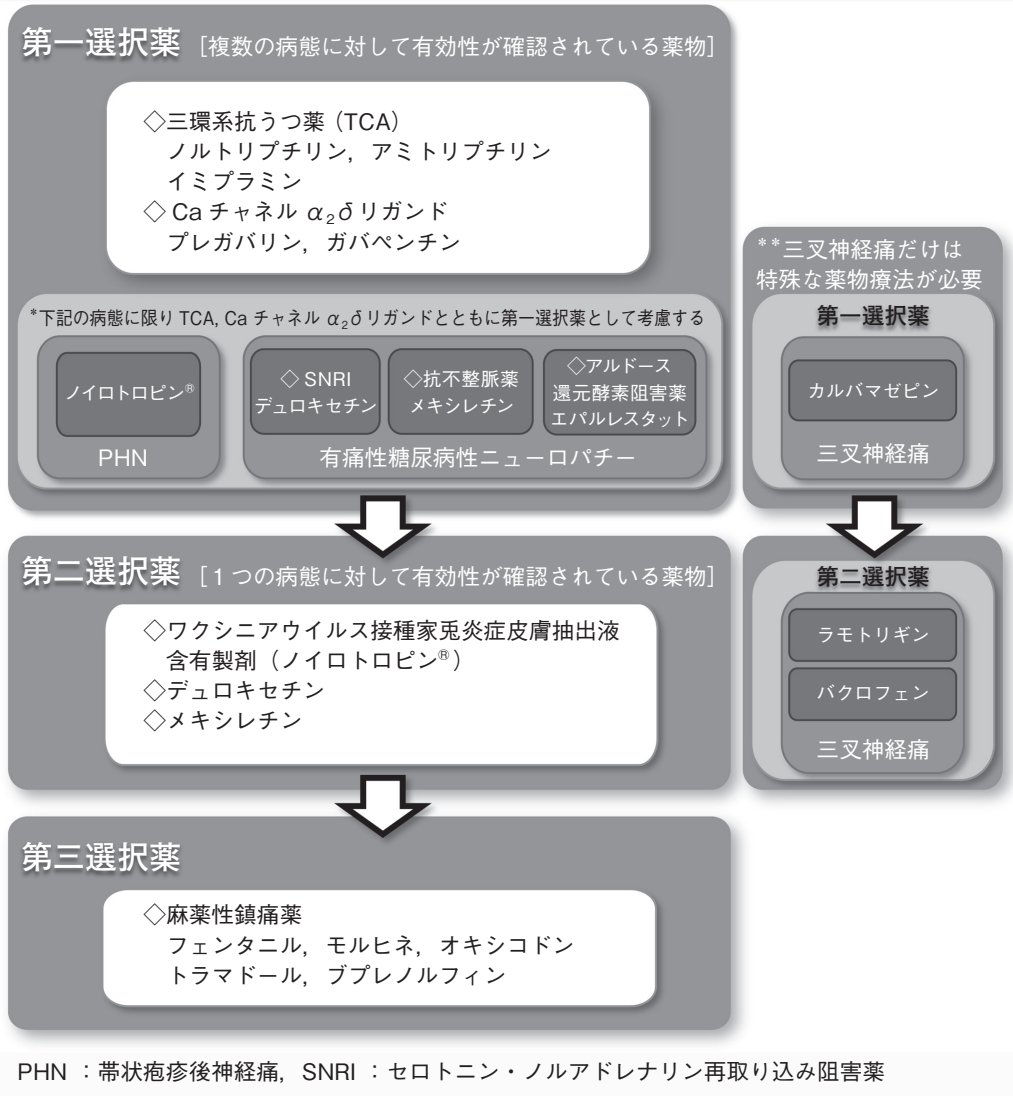 第一選択薬［複数の病態に対して有効性が確認されている薬物］
◇三環系抗うつ薬（TCA）
ノルトリプチリン，アミトリプチリン
イミプラミン
◇ Ca チャネル α₂δ リガンド
プレガバリン，ガバペンチン
*下記の病態に限り TCA, Ca チャネル α₂δ リガンドとともに第一選択薬として考慮する
ノイロトロピン®
PHN
◇ SNRI
デュロキセチン
◇抗不整脈薬
メキシレチン
◇アルドース
還元酵素阻害薬
エパルレスタット
有痛性糖尿病性ニューロパチー
**三叉神経痛だけは
特殊な薬物療法が必要
第一選択薬
カルバマゼピン
三叉神経痛
第二選択薬［1 つの病態に対して有効性が確認されている薬物］
◇ワクシニアウイルス接種家兎炎症皮膚抽出液
含有製剤（ノイロトロピン®）
◇デュロキセチン
◇メキシレチン
第二選択薬
ラモトリギン
バクロフェン
三叉神経痛
第三選択薬
◇麻薬性鎮痛薬
フェンタニル，モルヒネ，オキシコドン
トラマドール，ブプレノルフィン
PHN ：帯状疱疹後神経痛，SNRI ：セロトニン・ノルアドレナリン再取り込み阻害薬